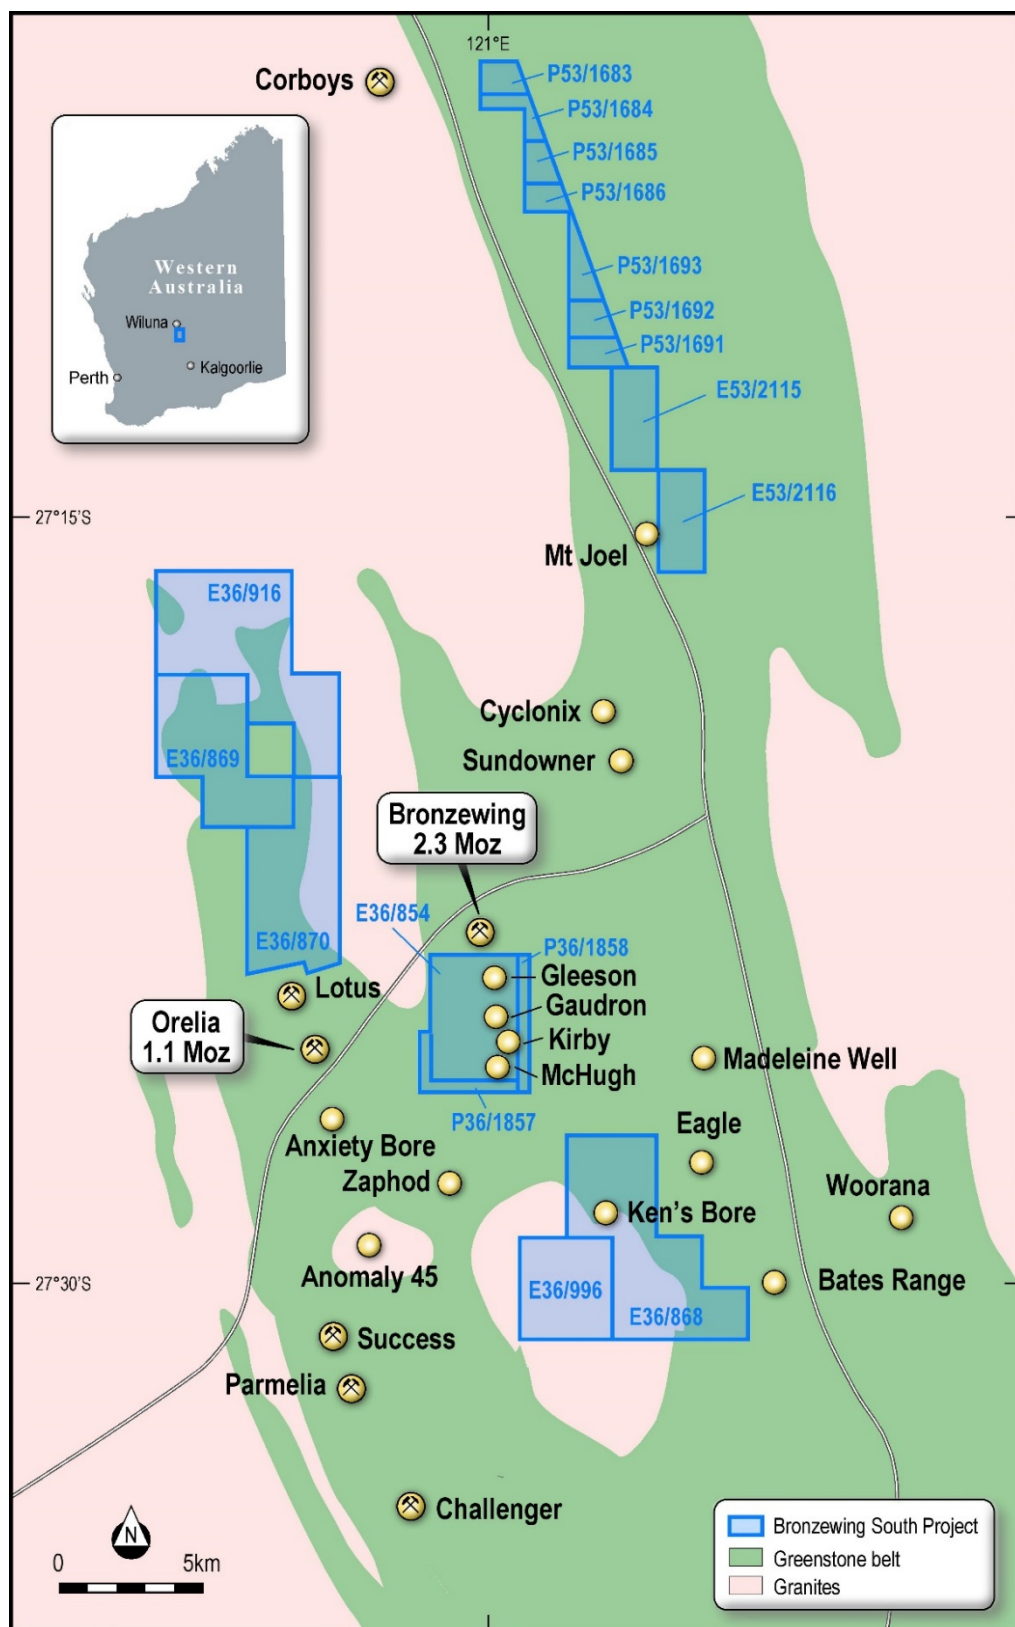 121°E
Corboys
P53/1683
P53/1684
P53/1685
P53/1686
Western
Australia
Wiluna
Kalgoorlie
Perth
P53/1693
P53/1692
P53/1691
E53/2115
E53/2116
27°15'S
Mt Joel
E36/916
Cyclonix
Sundowner
E36/869
Bronzewing
2.3 Moz
E36/854
P36/1858
E36/870
Gleeson
Lotus
Gaudron
Orelia
1.1 Moz
Kirby
McHugh
Madeleine Well
P36/1857
Anxiety Bore
Eagle
Zaphod
Woorana
Ken's Bore
Anomaly 45
27°30'S
E36/996
E36/868
Bates Range
Success
Parmelia
Challenger
N
0 5km
Bronzewing South Project
Greenstone belt
Granites